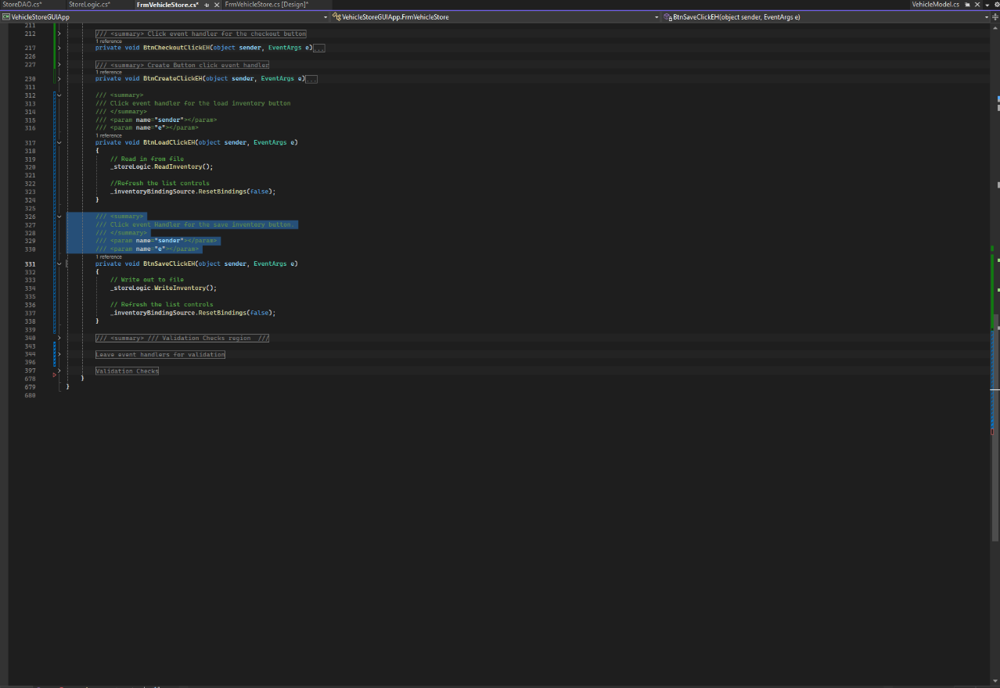 StoreDAO.cs* StoreLogic.cs* FrmVehicleStore.cs* FrmVehicleStore.cs [Design]* VehicleModel.cs
VehicleStoreGUIApp VehicleStoreGUIApp.FrmVehicleStore BtnSaveClickEH(object sender, EventArgs e)
211
212 /// <summary> Click event handler for the checkout button
1 reference
217 private void BtnCheckoutClickEH(object sender, EventArgs e)...
226
227 /// <summary> Create Button click event handler
1 reference
230 private void BtnCreateClickEH(object sender, EventArgs e)...
311
312 /// <summary>
313 /// Click event handler for the load inventory button
314 /// </summary>
315 /// <param name="sender"></param>
316 /// <param name="e"></param>
1 reference
317 private void BtnLoadClickEH(object sender, EventArgs e)
318 {
319 // Read in from file
320 _storeLogic.ReadInventory();
321
322 //Refresh the list controls
323 _inventoryBindingSource.ResetBindings(false);
324 }
325
326 /// <summary>
327 /// Click event Handler for the save inventory button.
328 /// </summary>
329 /// <param name="sender"></param>
330 /// <param name="e"></param>
1 reference
331 private void BtnSaveClickEH(object sender, EventArgs e)
332 {
333 // Write out to file
334 _storeLogic.WriteInventory();
335
336 // Refresh the list controls
337 _inventoryBindingSource.ResetBindings(false);
338 }
339
340 /// <summary> /// Validation Checks region ///
343
344 Leave event handlers for validation
396
397 Validation Checks
678 }
679 }
680